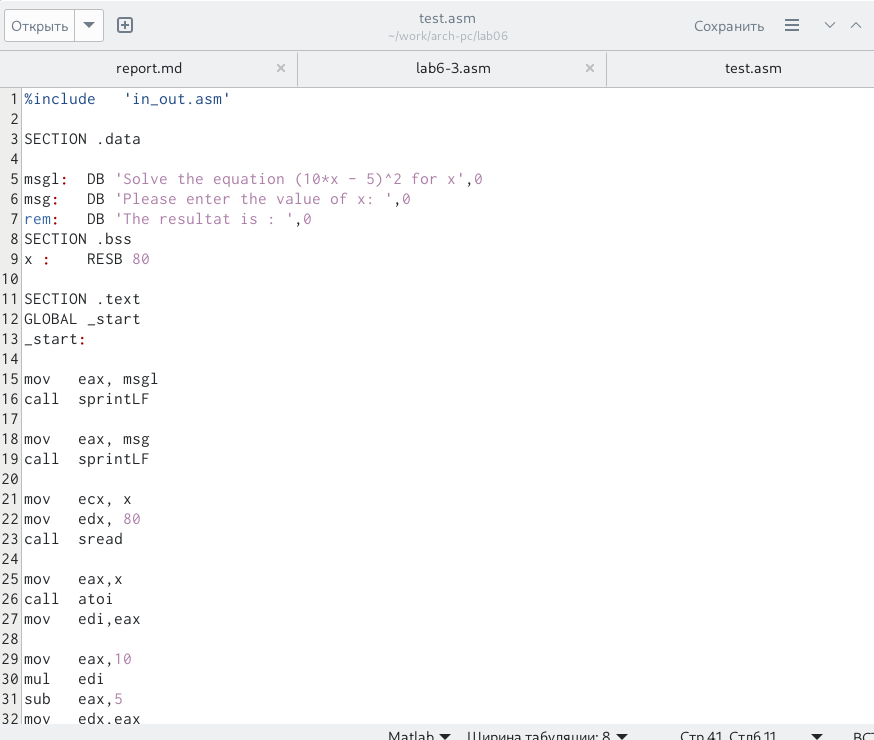 Открыть
test.asm
~/work/arch-pc/lab06
Сохранить
report.md × lab6-3.asm × test.asm
1 %include   'in_out.asm'
2
3 SECTION .data
4
5 msgl:  DB 'Solve the equation (10*x - 5)^2 for x',0
6 msg:   DB 'Please enter the value of x: ',0
7 rem:   DB 'The resultat is : ',0
8 SECTION .bss
9 x :    RESB 80
10
11 SECTION .text
12 GLOBAL _start
13 _start:
14
15 mov   eax, msgl
16 call  sprintLF
17
18 mov   eax, msg
19 call  sprintLF
20
21 mov   ecx, x
22 mov   edx, 80
23 call  sread
24
25 mov   eax,x
26 call  atoi
27 mov   edi,eax
28
29 mov   eax,10
30 mul   edi
31 sub   eax,5
32 mov   edx,eax
Matlab Ширина табуляции: 8 Стр 41, Стлб 11 ВСТ